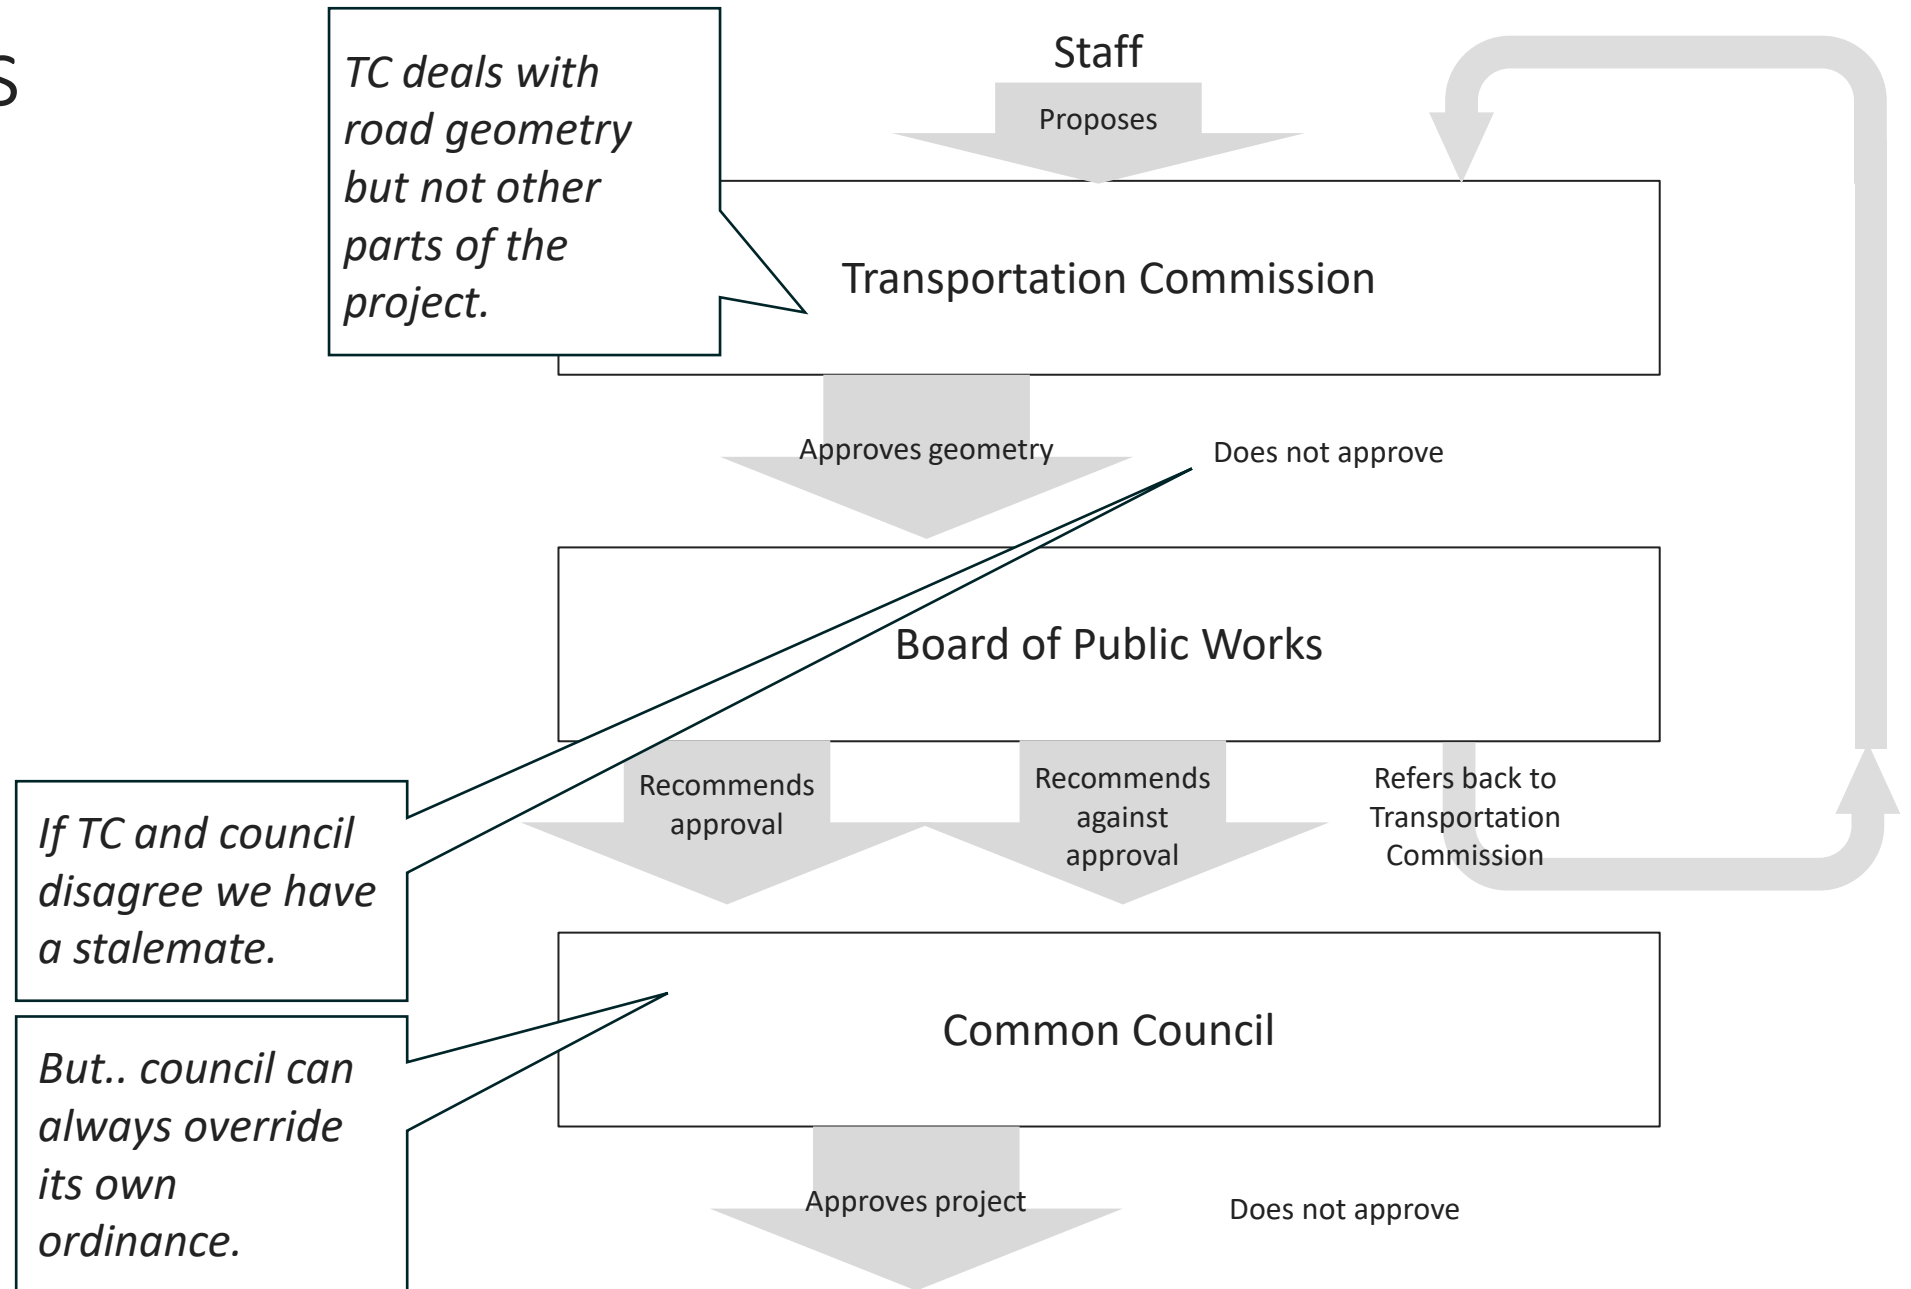 S
TC deals with
road geometry
but not other
parts of the
project.
Staff
Proposes
Transportation Commission
Approves geometry
Does not approve
Board of Public Works
Recommends
approval
Recommends
against
approval
Refers back to
Transportation
Commission
If TC and council
disagree we have
a stalemate.
Common Council
But.. council can
always override
its own
ordinance.
Approves project
Does not approve